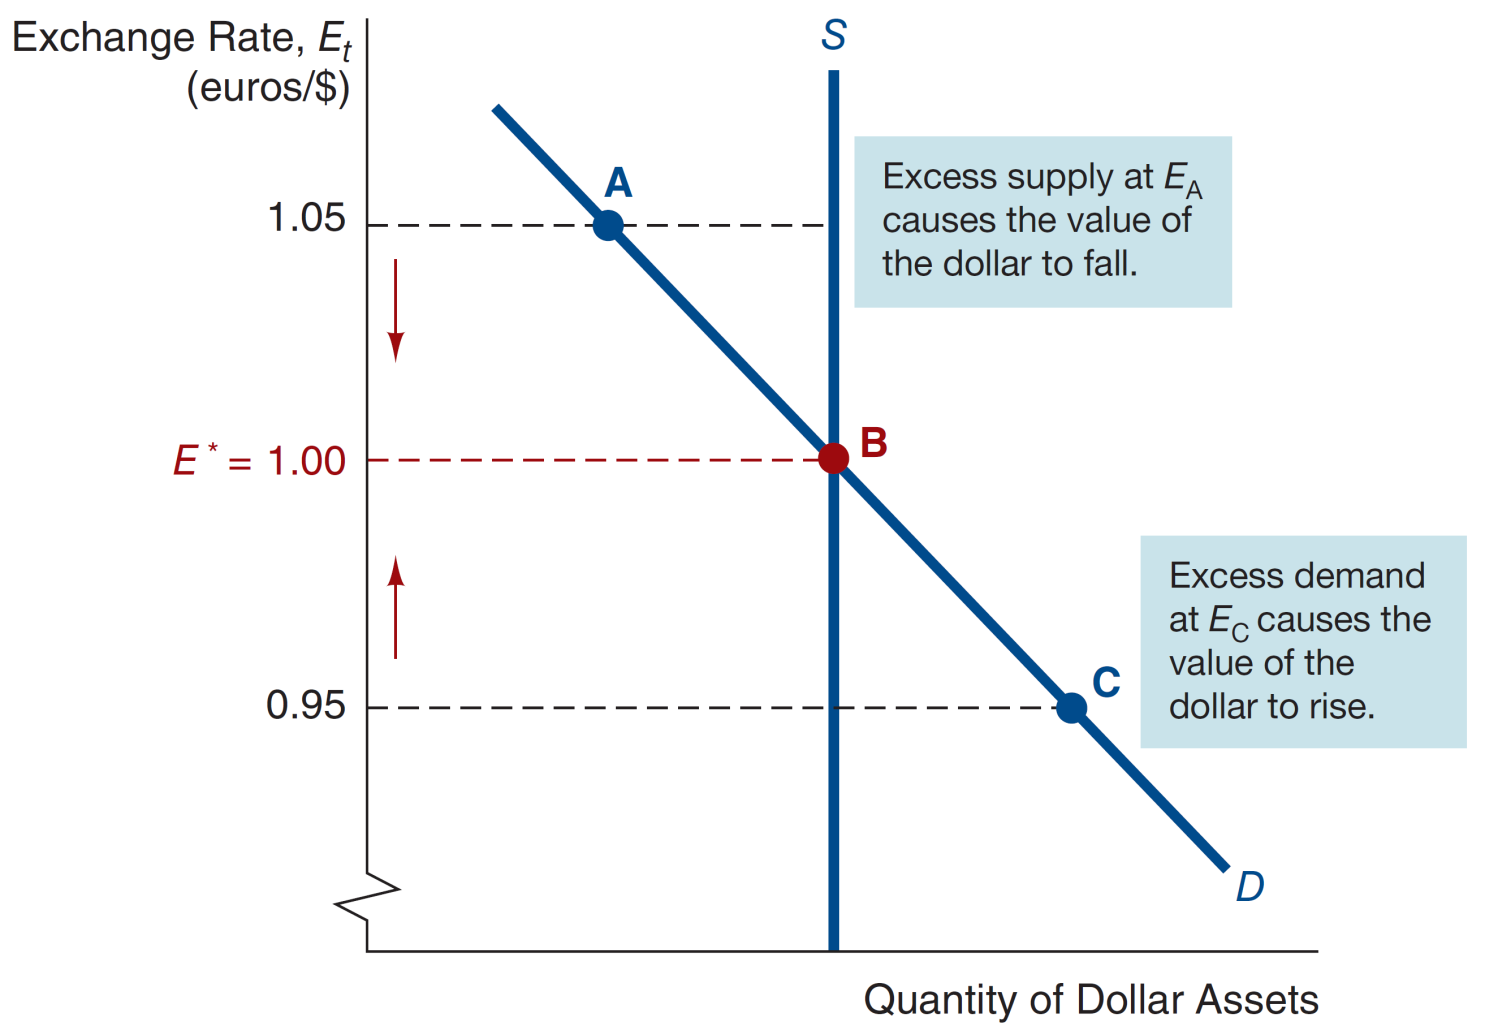 Exchange Rate, Et
(euros/$)
S
A
Excess supply at EA
causes the value of
the dollar to fall.
1.05
B
E* = 1.00
Excess demand
at EC causes the
value of the
dollar to rise.
C
0.95
D
Quantity of Dollar Assets